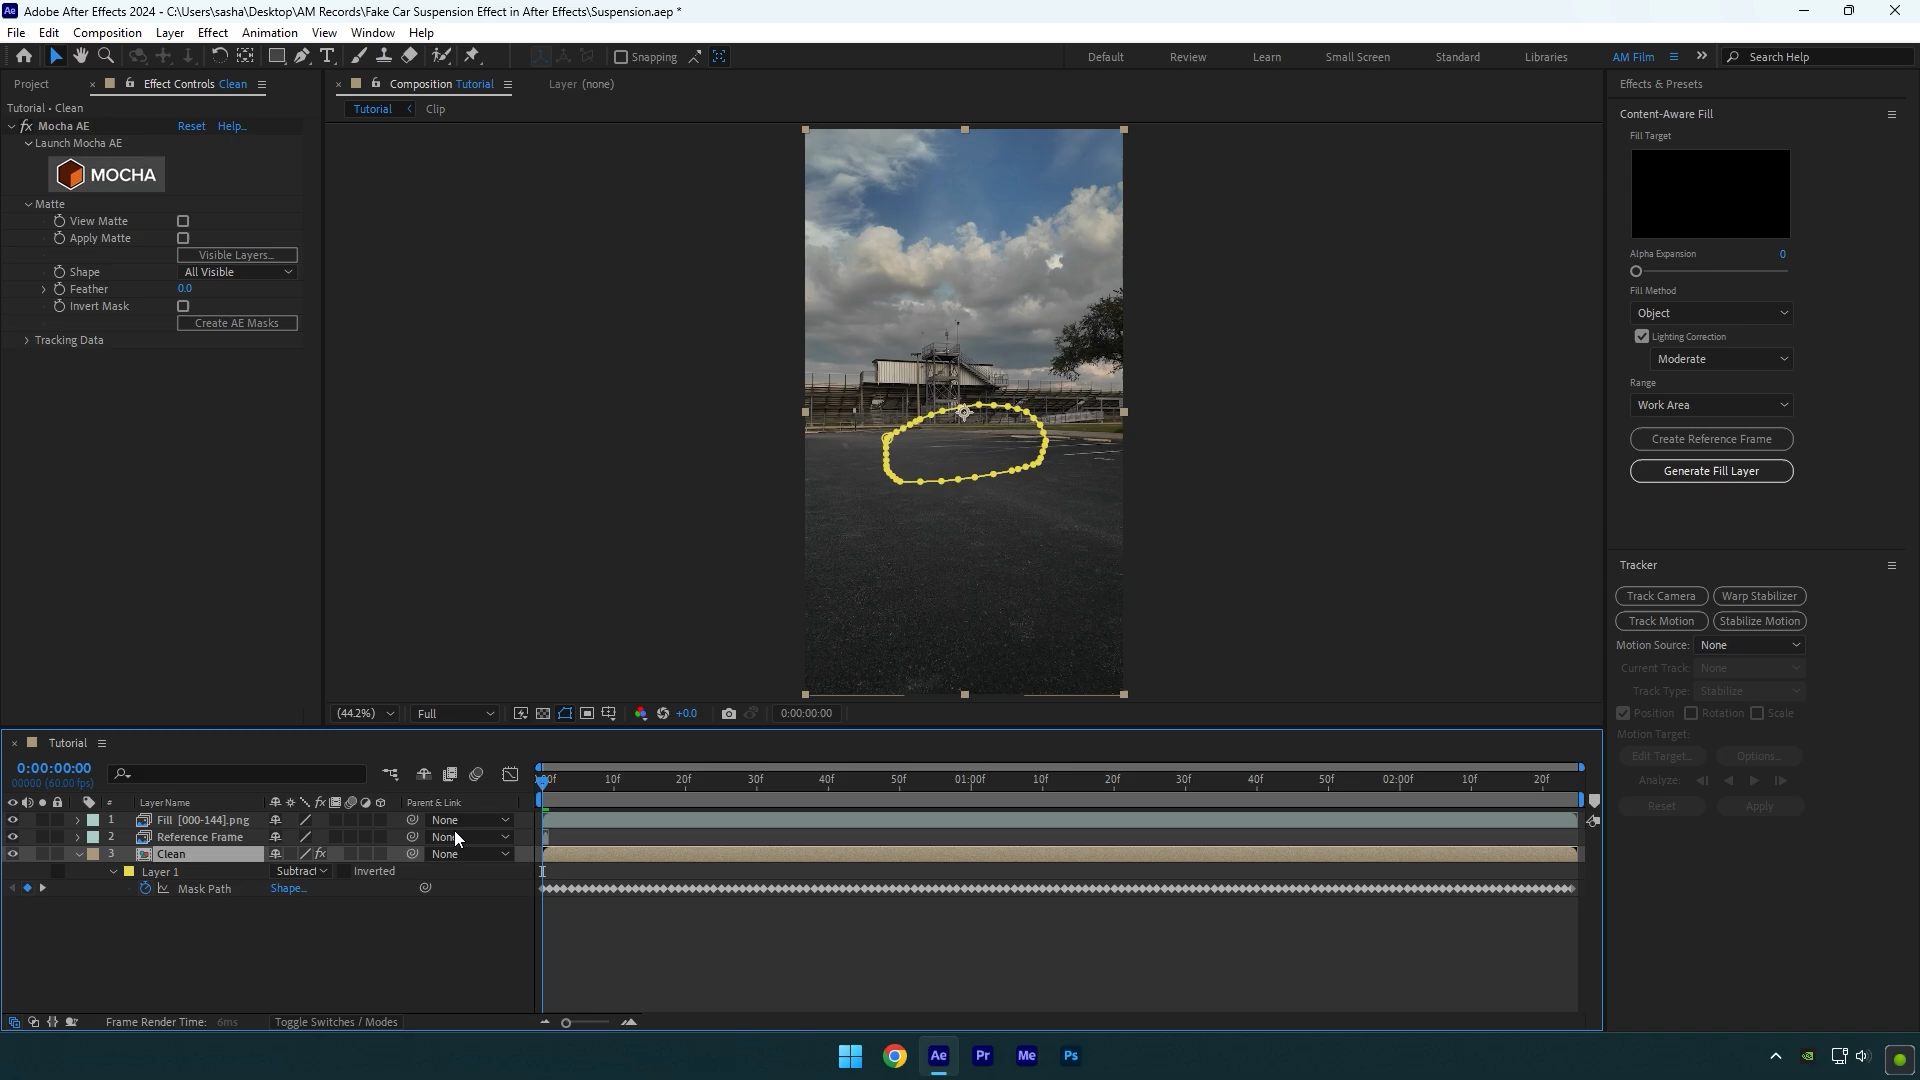 Ae Adobe After Effects 2024 - C:\Users\sasha\Desktop\AM Records\Fake Car Suspension Effect in After Effects\Suspension.aep *
File Edit Composition Layer Effect Animation View Window Help
Snapping
Default Review Learn Small Screen Standard Libraries AM Film Search Help
Project Effect Controls Clean
Tutorial • Clean
fx Mocha AE Reset Help...
Launch Mocha AE
MOCHA
Matte
View Matte
Apply Matte
Visible Layers...
Shape All Visible
Feather 0.0
Invert Mask
Create AE Masks
Tracking Data
Composition Tutorial Layer (none)
Tutorial Clip
(44.2%) Full +0.0 0:00:00:00
Effects & Presets
Content-Aware Fill
Fill Target
Alpha Expansion 0
Fill Method
Object
Lighting Correction
Moderate
Range
Work Area
Create Reference Frame
Generate Fill Layer
Tracker
Track Camera Warp Stabilizer
Track Motion Stabilize Motion
Motion Source: None
Current Track: None
Track Type: Stabilize
Position Rotation Scale
Motion Target:
Edit Target... Options...
Analyze:
Reset Apply
Tutorial
0:00:00:00
00000 (60.00 fps)
:00f 10f 20f 30f 40f 50f 01:00f 10f 20f 30f 40f 50f 02:00f 10f 20f
# Layer Name fx Parent & Link
1 Fill [000-144].png None
2 Reference Frame None
3 Clean fx None
Layer 1 Subtract Inverted
Mask Path Shape...
Frame Render Time: 6ms Toggle Switches / Modes
Ae Pr Me Ps